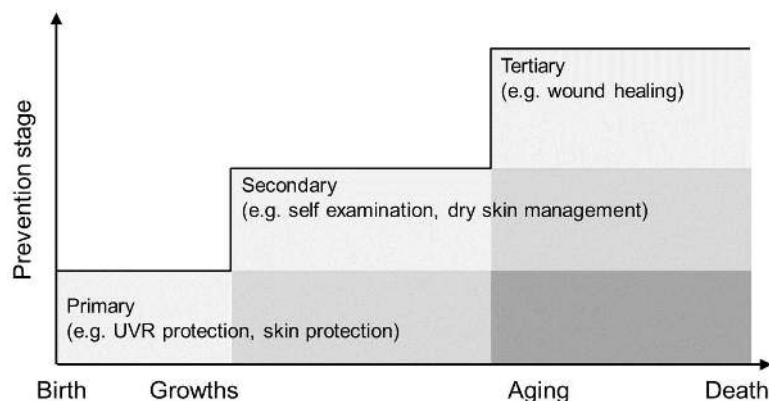 Prevention stage
Tertiary
(e.g. wound healing)
Secondary
(e.g. self examination, dry skin management)
Primary
(e.g. UVR protection, skin protection)
Birth Growths Aging Death